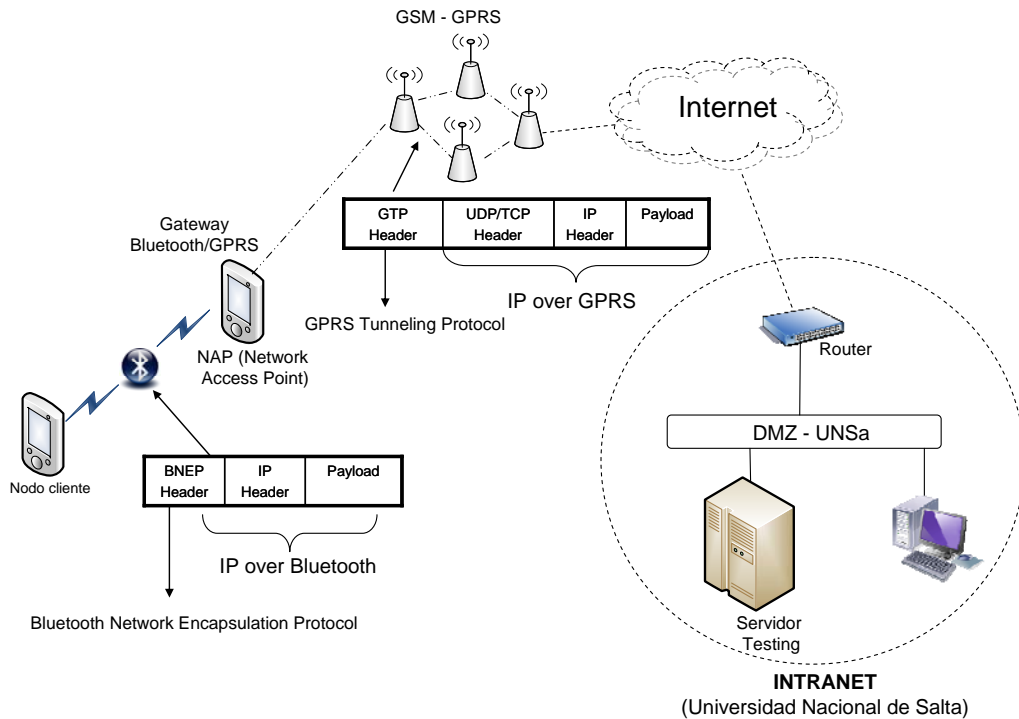 GSM - GPRS
Internet
GTP
Header
UDP/TCP
Header
IP
Header
Payload
IP over GPRS
GPRS Tunneling Protocol
Gateway
Bluetooth/GPRS
NAP (Network
Access Point)
Nodo cliente
BNEP
Header
IP
Header
Payload
IP over Bluetooth
Bluetooth Network Encapsulation Protocol
Router
DMZ - UNSa
Servidor
Testing
INTRANET
(Universidad Nacional de Salta)